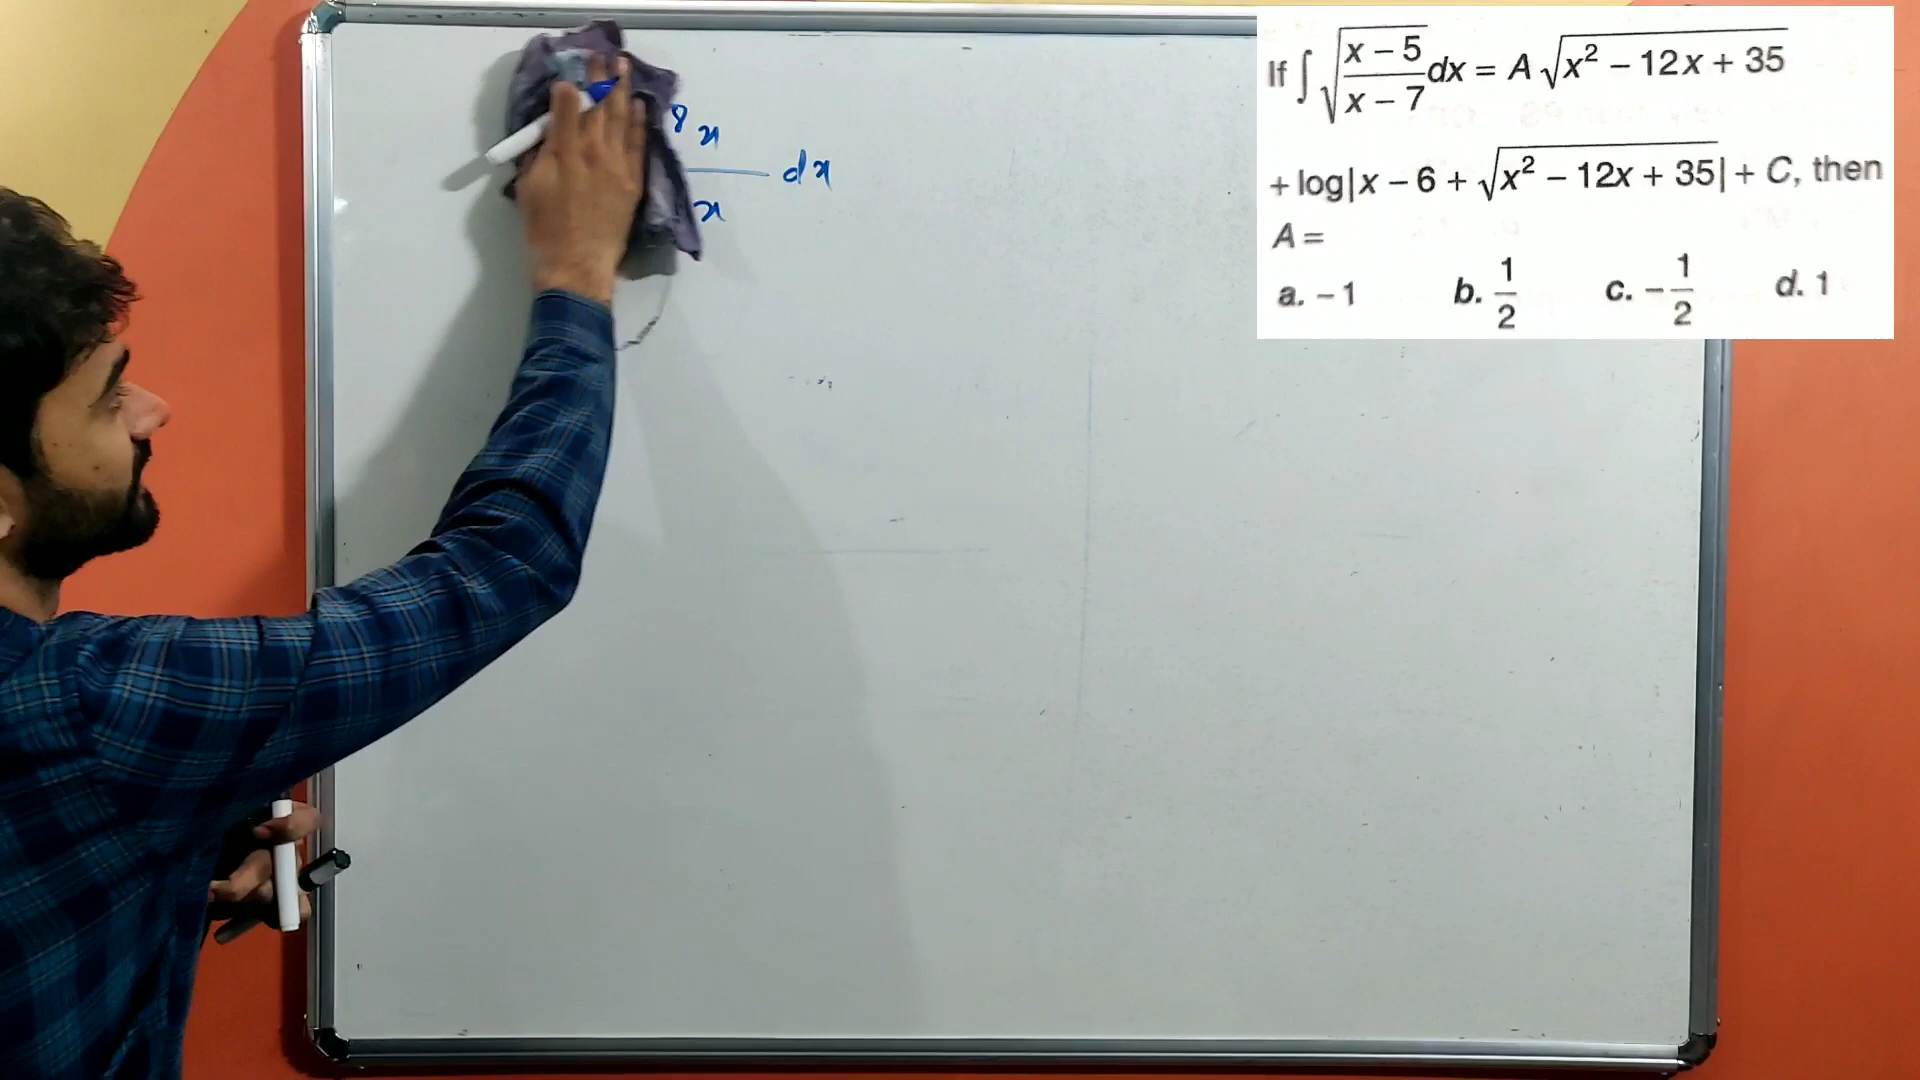 8 x
dx
x
If ∫ √((x – 5)/(x – 7)) dx = A √(x² – 12x + 35)
+ log|x – 6 + √(x² – 12x + 35)| + C, then
A =
a. – 1 b. 1/2 c. – 1/2 d. 1